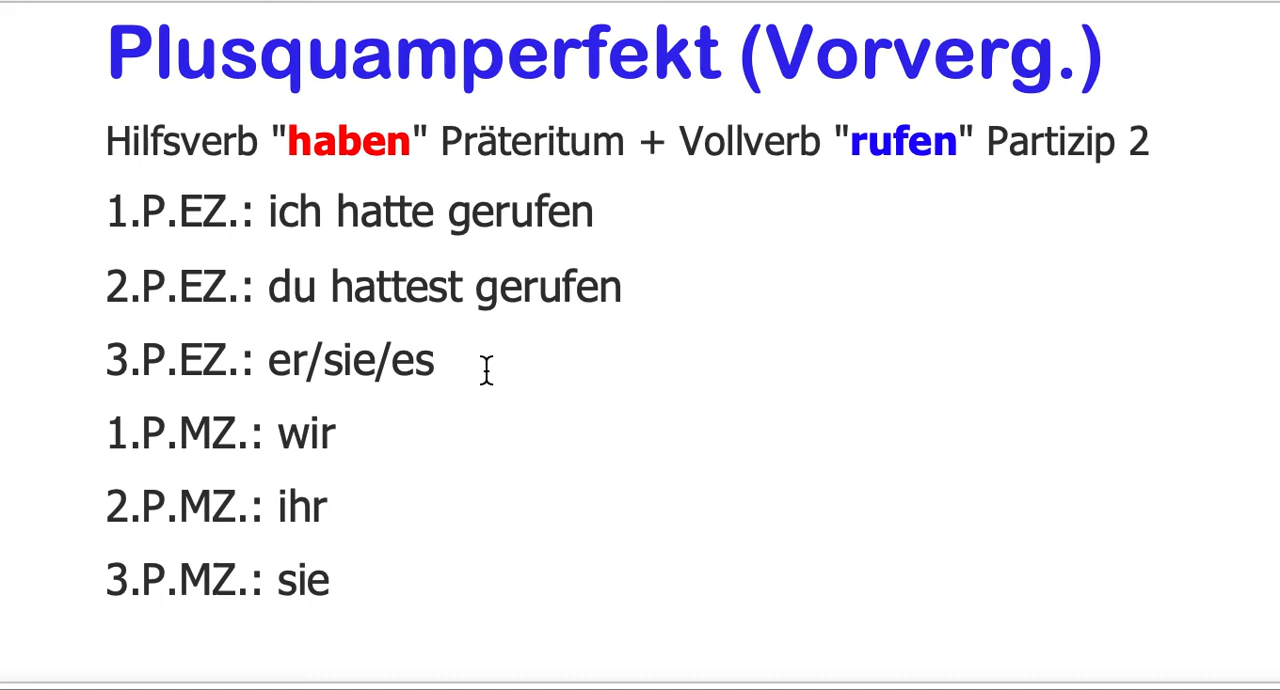 Plusquamperfekt (Vorverg.)
Hilfsverb "haben" Präteritum + Vollverb "rufen" Partizip 2
1.P.EZ.: ich hatte gerufen
2.P.EZ.: du hattest gerufen
3.P.EZ.: er/sie/es
1.P.MZ.: wir
2.P.MZ.: ihr
3.P.MZ.: sie